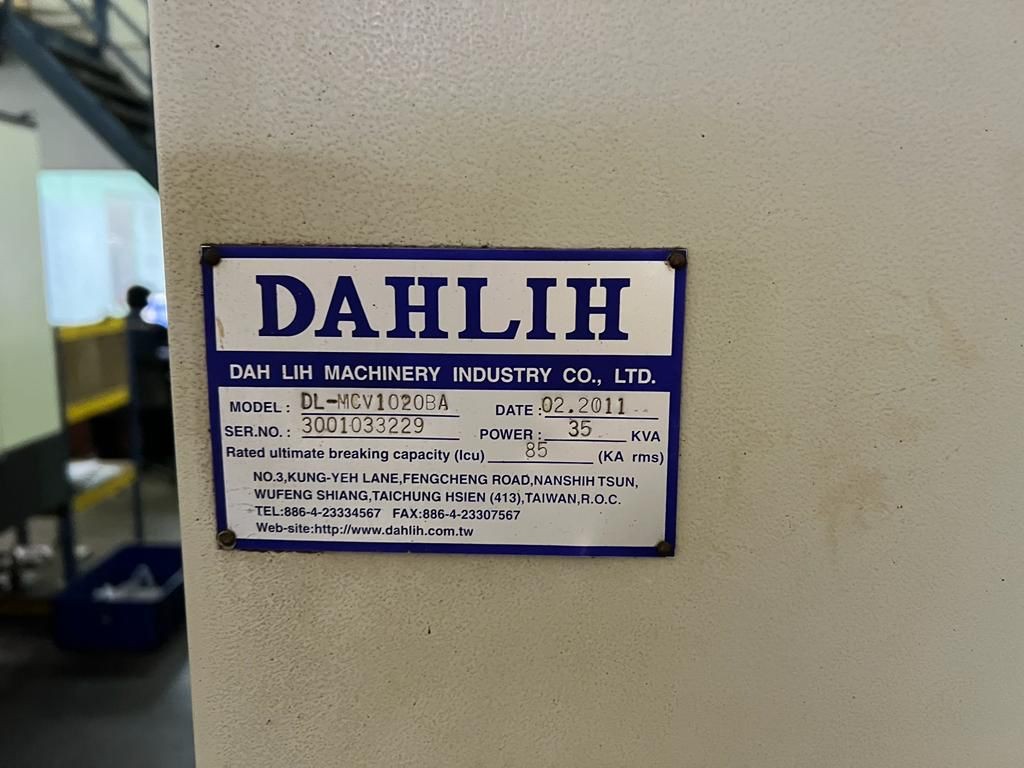 DAHLIH
DAH LIH MACHINERY INDUSTRY CO., LTD.
MODEL: DL-MCV1020BA DATE: 02.2011
SER.NO.: 3001033229 POWER: 35 KVA
Rated ultimate breaking capacity (Icu) 85 (KA rms)
NO.3,KUNG-YEH LANE,FENGCHENG ROAD,NANSHIH TSUN,
WUFENG SHIANG,TAICHUNG HSIEN (413),TAIWAN,R.O.C.
TEL:886-4-23334567 FAX:886-4-23307567
Web-site:http://www.dahlih.com.tw